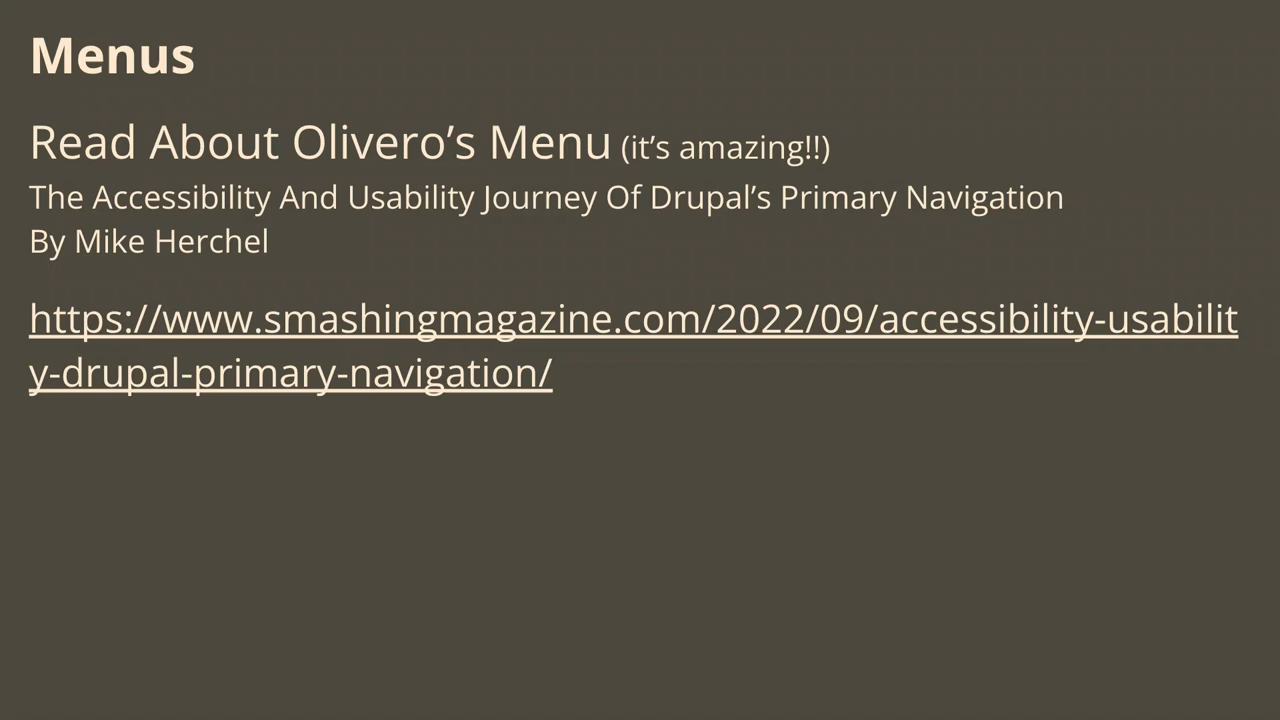 Menus
Read About Olivero’s Menu (it’s amazing!!)
The Accessibility And Usability Journey Of Drupal’s Primary Navigation
By Mike Herchel
https://www.smashingmagazine.com/2022/09/accessibility-usabilit
y-drupal-primary-navigation/